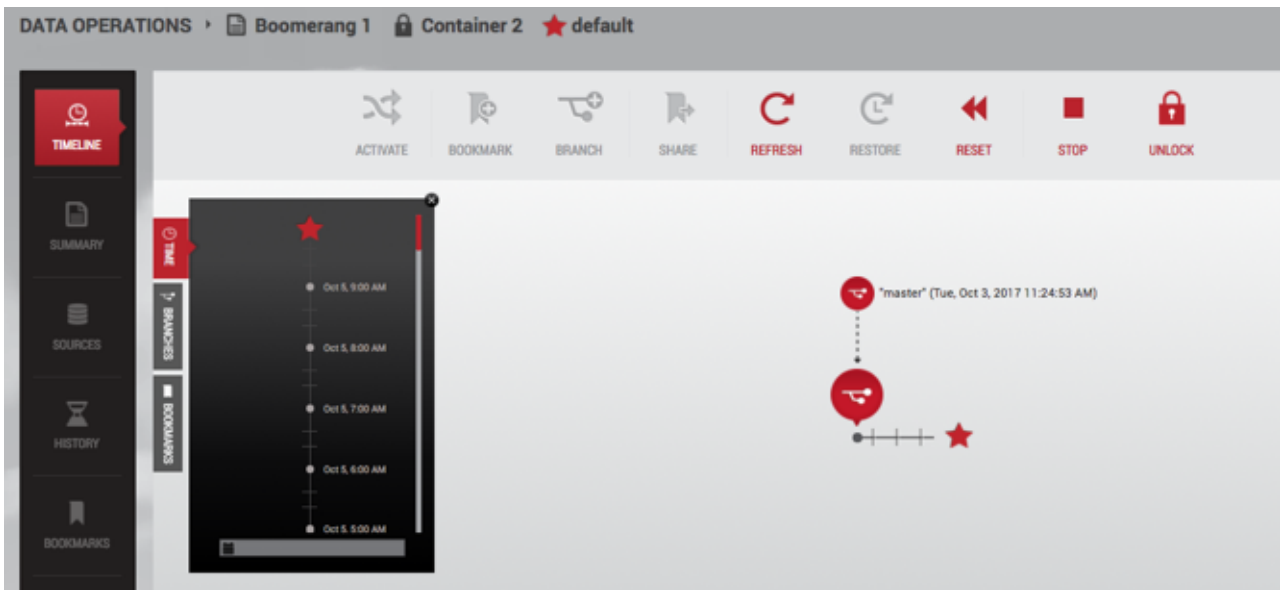 DATA OPERATIONS Boomerang 1 Container 2 default
TIMELINE
SUMMARY
SOURCES
HISTORY
BOOKMARKS
ACTIVATE BOOKMARK BRANCH SHARE REFRESH RESTORE RESET STOP UNLOCK
TIME
BRANCHES
BOOKMARKS
Oct 5, 9:00 AM
Oct 5, 8:00 AM
Oct 5, 7:00 AM
Oct 5, 6:00 AM
Oct 5, 5:00 AM
"master" (Tue, Oct 3, 2017 11:24:53 AM)